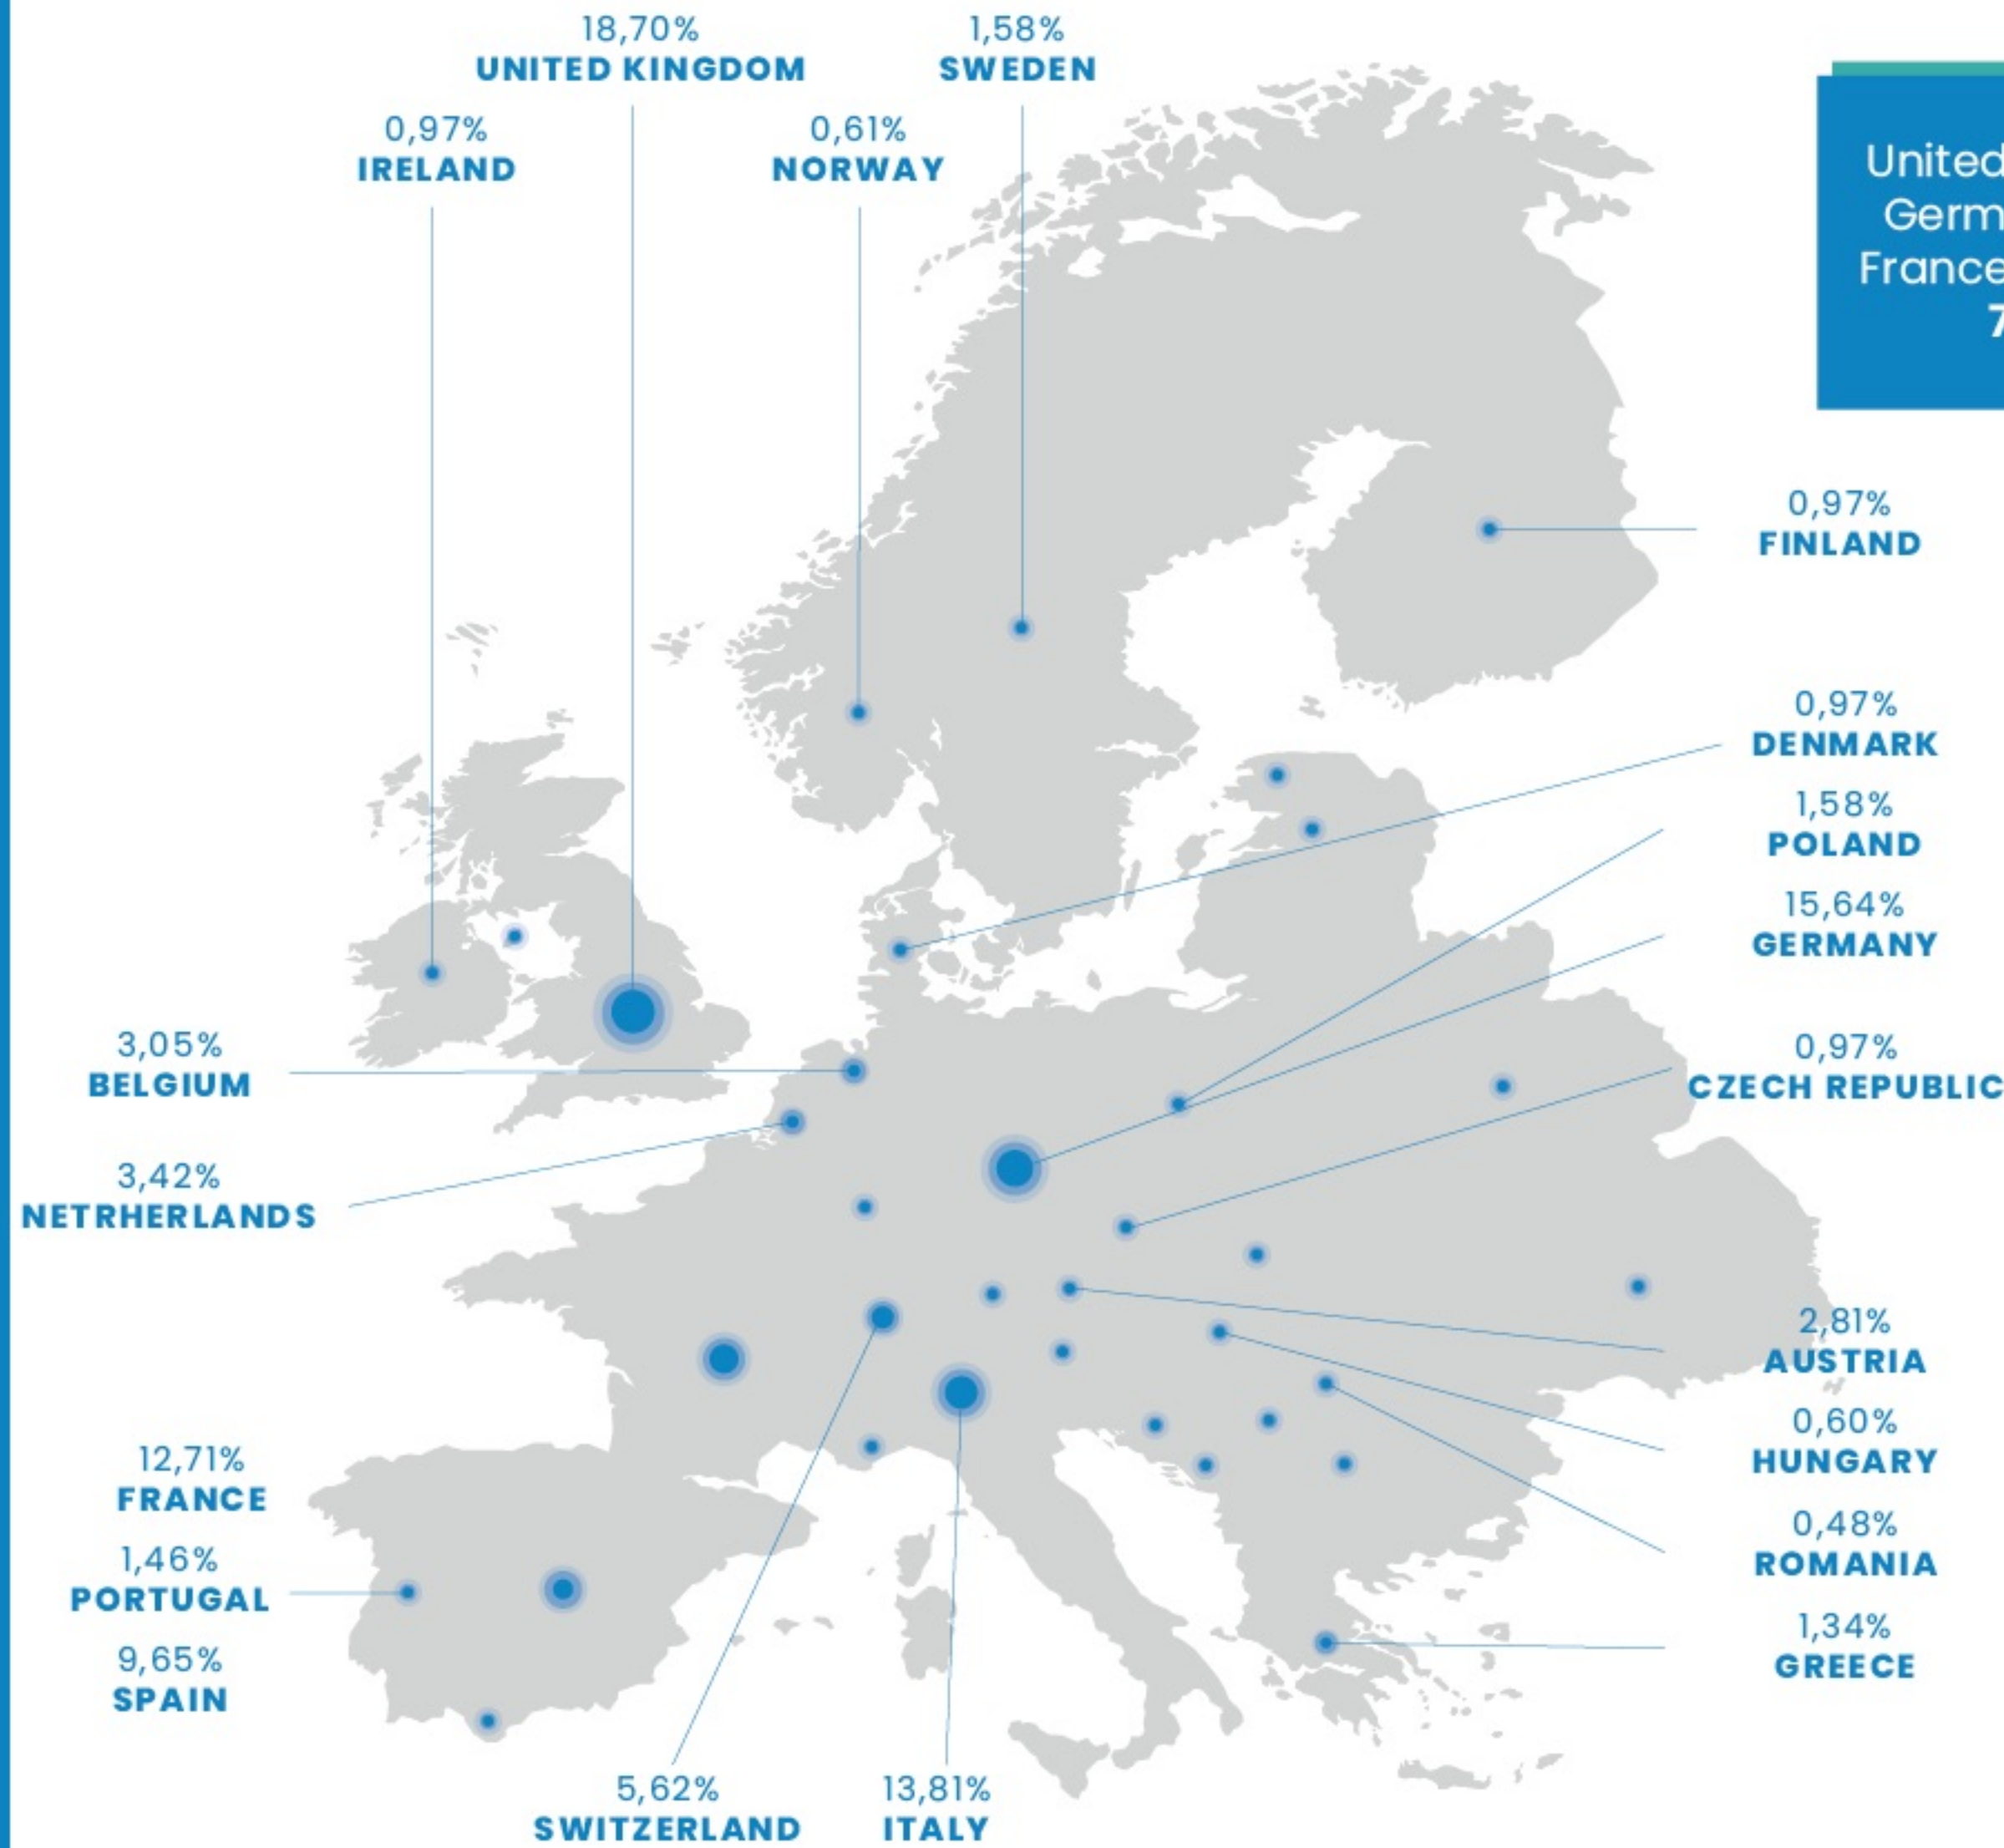 18,70%
UNITED KINGDOM
1,58%
SWEDEN
0,97%
IRELAND
0,61%
NORWAY
United
Germ
France
7
0,97%
FINLAND
0,97%
DENMARK
1,58%
POLAND
15,64%
GERMANY
3,05%
BELGIUM
0,97%
CZECH REPUBLIC
3,42%
NETRHERLANDS
2,81%
AUSTRIA
0,60%
HUNGARY
12,71%
FRANCE
0,48%
ROMANIA
1,46%
PORTUGAL
1,34%
GREECE
9,65%
SPAIN
5,62%
SWITZERLAND
13,81%
ITALY